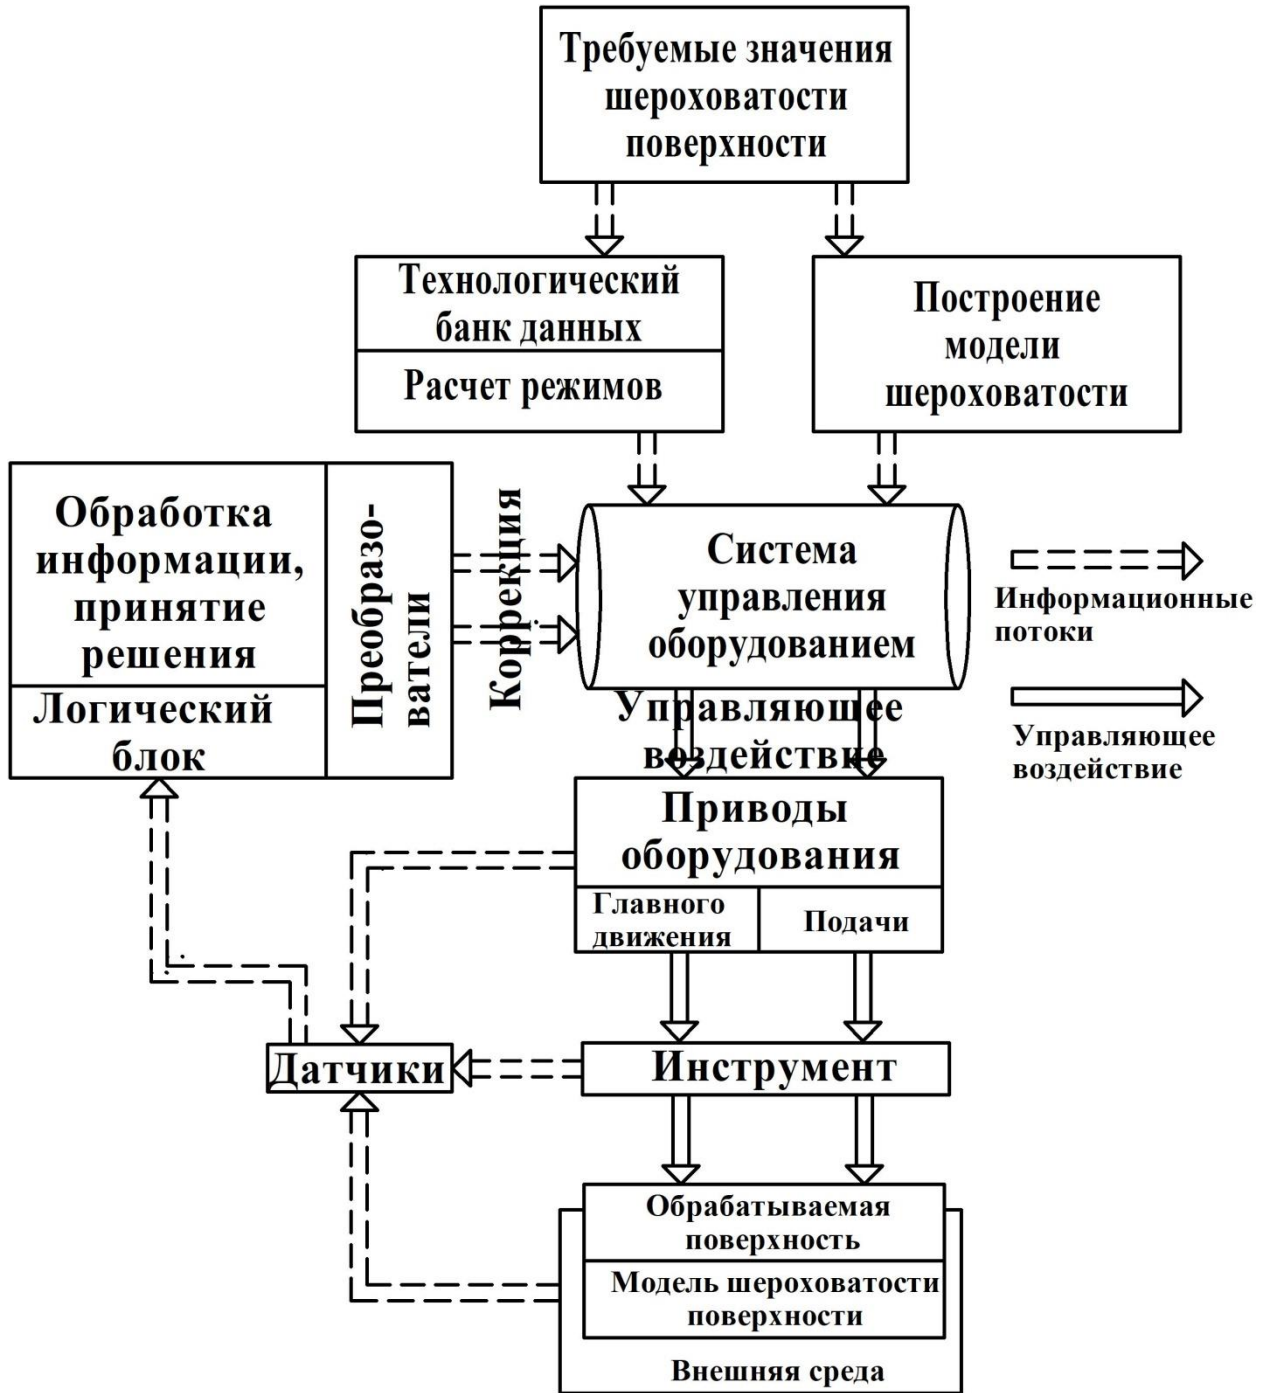 Требуемые значения
шероховатости
поверхности
Технологический
банк данных
Расчет режимов
Построение
модели
шероховатости
Обработка
информации,
принятие
решения
Логический
блок
Преобразо-
ватели
Коррекция
Система
управления
оборудованием
Информационные
потоки
Управляющее
воздействие
Управляющее
воздействие
Приводы
оборудования
Главного
движения
Подачи
Датчики
Инструмент
Обрабатываемая
поверхность
Модель шероховатости
поверхности
Внешняя среда